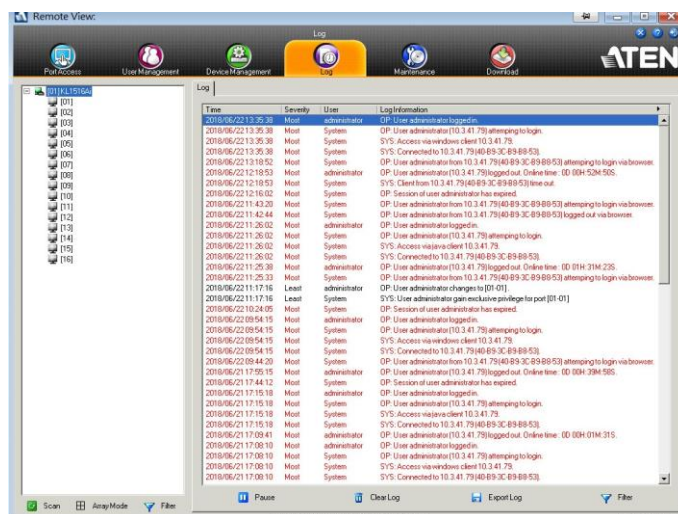 Remote View:
Log
Port Access
User Management
Device Management
Log
Maintenance
Download
ATEN
[01]KL1516Ai
[01]
[02]
[03]
[04]
[05]
[06]
[07]
[08]
[09]
[10]
[11]
[12]
[13]
[14]
[15]
[16]
Log
Time Severity User Log Information
2018/06/22 13:35:38 Most administrator OP: User administrator logged in.
2018/06/22 13:35:38 Most System OP: User administrator(10.3.41.79) attemping to login.
2018/06/22 13:35:38 Most System SYS: Access via windows client 10.3.41.79.
2018/06/22 13:35:38 Most System SYS: Connected to 10.3.41.79(40-B9-3C-B9-B8-53).
2018/06/22 13:18:52 Most System OP: User administrator from 10.3.41.79(40-B9-3C-B9-B8-53) attemping to login via browser.
2018/06/22 12:18:53 Most administrator OP: User administrator(10.3.41.79) logged out. Online time : 0D 00H:52M:50S.
2018/06/22 12:18:53 Most System SYS: Client from 10.3.41.79(40-B9-3C-B9-B8-53) time out.
2018/06/22 12:16:02 Most System OP: Session of user administrator has expired.
2018/06/22 11:43:20 Most System OP: User administrator from 10.3.41.79(40-B9-3C-B9-B8-53) attemping to login via browser.
2018/06/22 11:42:44 Most System OP: User administrator from 10.3.41.79(40-B9-3C-B9-B8-53) logged out via browser.
2018/06/22 11:26:02 Most administrator OP: User administrator logged in.
2018/06/22 11:26:02 Most System OP: User administrator(10.3.41.79) attemping to login.
2018/06/22 11:26:02 Most System SYS: Access via java client 10.3.41.79.
2018/06/22 11:26:02 Most System SYS: Connected to 10.3.41.79(40-B9-3C-B9-B8-53).
2018/06/22 11:25:38 Most administrator OP: User administrator(10.3.41.79) logged out. Online time : 0D 01H:31M:23S.
2018/06/22 11:25:33 Most System OP: User administrator from 10.3.41.79(40-B9-3C-B9-B8-53) attemping to login via browser.
2018/06/22 11:17:16 Least administrator OP: User administrator changes to [01-01].
2018/06/22 11:17:16 Least System SYS: User administrator gain exclusive privilege for port [01-01]
2018/06/22 10:24:05 Most System OP: Session of user administrator has expired.
2018/06/22 09:54:15 Most administrator OP: User administrator logged in.
2018/06/22 09:54:15 Most System OP: User administrator(10.3.41.79) attemping to login.
2018/06/22 09:54:15 Most System SYS: Access via windows client 10.3.41.79.
2018/06/22 09:54:15 Most System SYS: Connected to 10.3.41.79(40-B9-3C-B9-B8-53).
2018/06/22 09:44:20 Most System OP: User administrator from 10.3.41.79(40-B9-3C-B9-B8-53) attemping to login via browser.
2018/06/21 17:55:15 Most administrator OP: User administrator(10.3.41.79) logged out. Online time : 0D 00H:39M:58S.
2018/06/21 17:44:12 Most System OP: Session of user administrator has expired.
2018/06/21 17:15:18 Most administrator OP: User administrator logged in.
2018/06/21 17:15:18 Most System OP: User administrator(10.3.41.79) attemping to login.
2018/06/21 17:15:18 Most System SYS: Access via java client 10.3.41.79.
2018/06/21 17:15:18 Most System SYS: Connected to 10.3.41.79(40-B9-3C-B9-B8-53).
2018/06/21 17:09:41 Most administrator OP: User administrator(10.3.41.79) logged out. Online time : 0D 00H:01M:31S.
2018/06/21 17:08:10 Most administrator OP: User administrator logged in.
2018/06/21 17:08:10 Most System OP: User administrator(10.3.41.79) attemping to login.
2018/06/21 17:08:10 Most System SYS: Access via windows client 10.3.41.79.
2018/06/21 17:08:10 Most System SYS: Connected to 10.3.41.79(40-B9-3C-B9-B8-53).
Scan Array Mode Filter
Pause Clear Log Export Log Filter